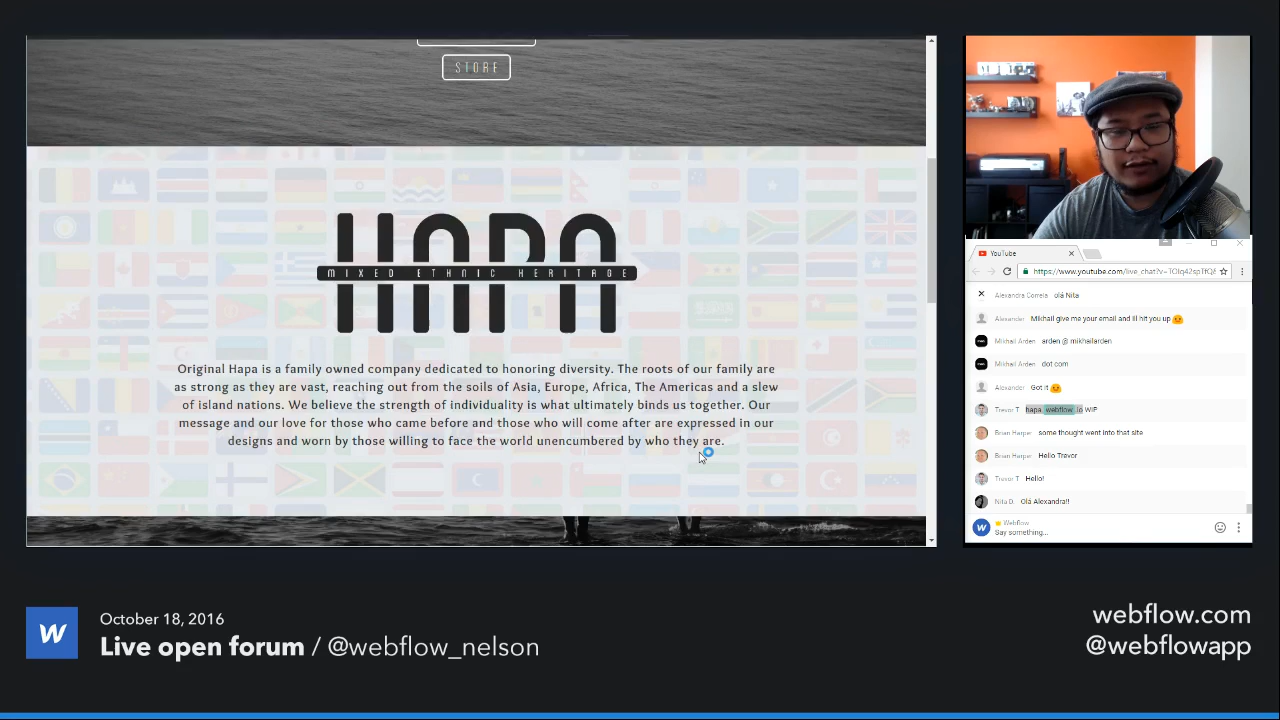 STORE
HAPA
MIXED ETHNIC HERITAGE
Original Hapa is a family owned company dedicated to honoring diversity. The roots of our family are
as strong as they are vast, reaching out from the soils of Asia, Europe, Africa, The Americas and a slew
of island nations. We believe the strength of individuality is what ultimately binds us together. Our
message and our love for those who came before and those who will come after are expressed in our
designs and worn by those willing to face the world unencumbered by who they are.
YouTube
Alexandra Correia olá Nita
Alexander Mikhail give me your email and ill hit you up
Mikhail Arden arden @ mikhailarden
Mikhail Arden dot com
Alexander Got it
Trevor T hapa.webflow.io WIP
Brian Harper some thought went into that site
Brian Harper Hello Trevor
Trevor T Hello!
Nita D. Olá Alexandra!!
Webflow
Say something...
October 18, 2016
Live open forum / @webflow_nelson
webflow.com
@webflowapp